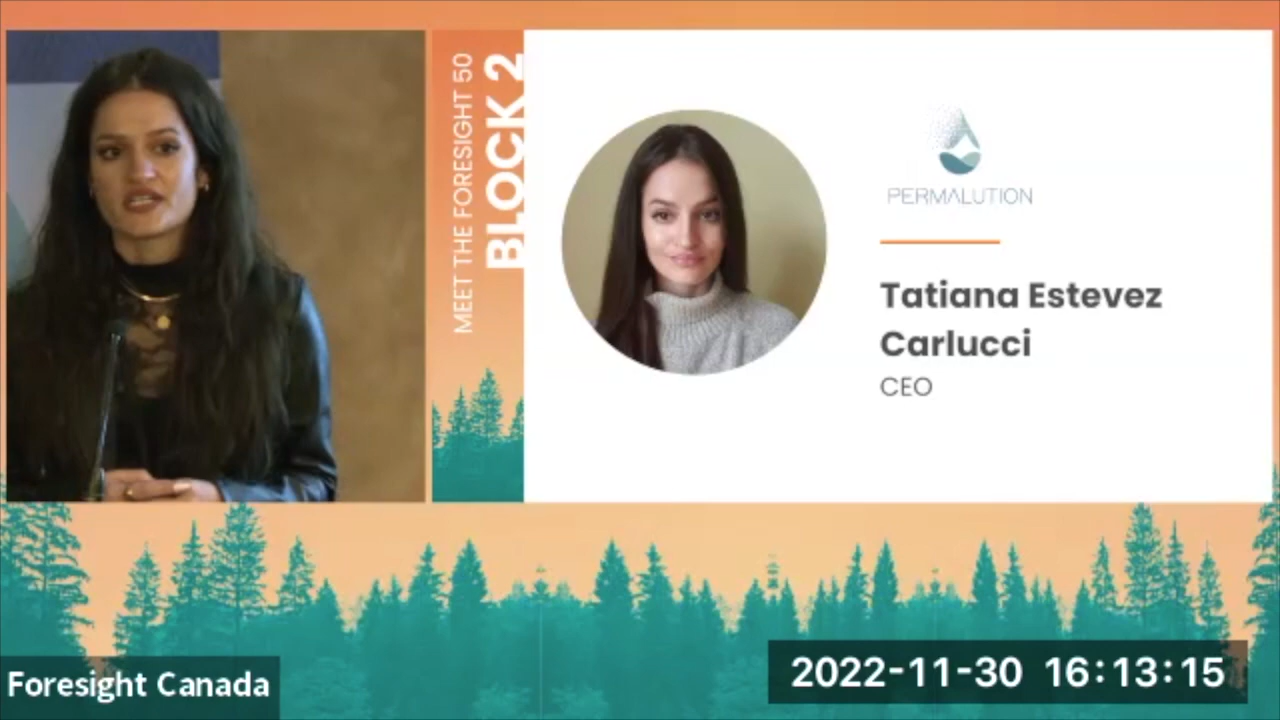 MEET THE FORESIGHT 50
BLOCK 2
PERMALUTION
Tatiana Estevez
Carlucci
CEO
Foresight Canada
2022-11-30 16:13:15